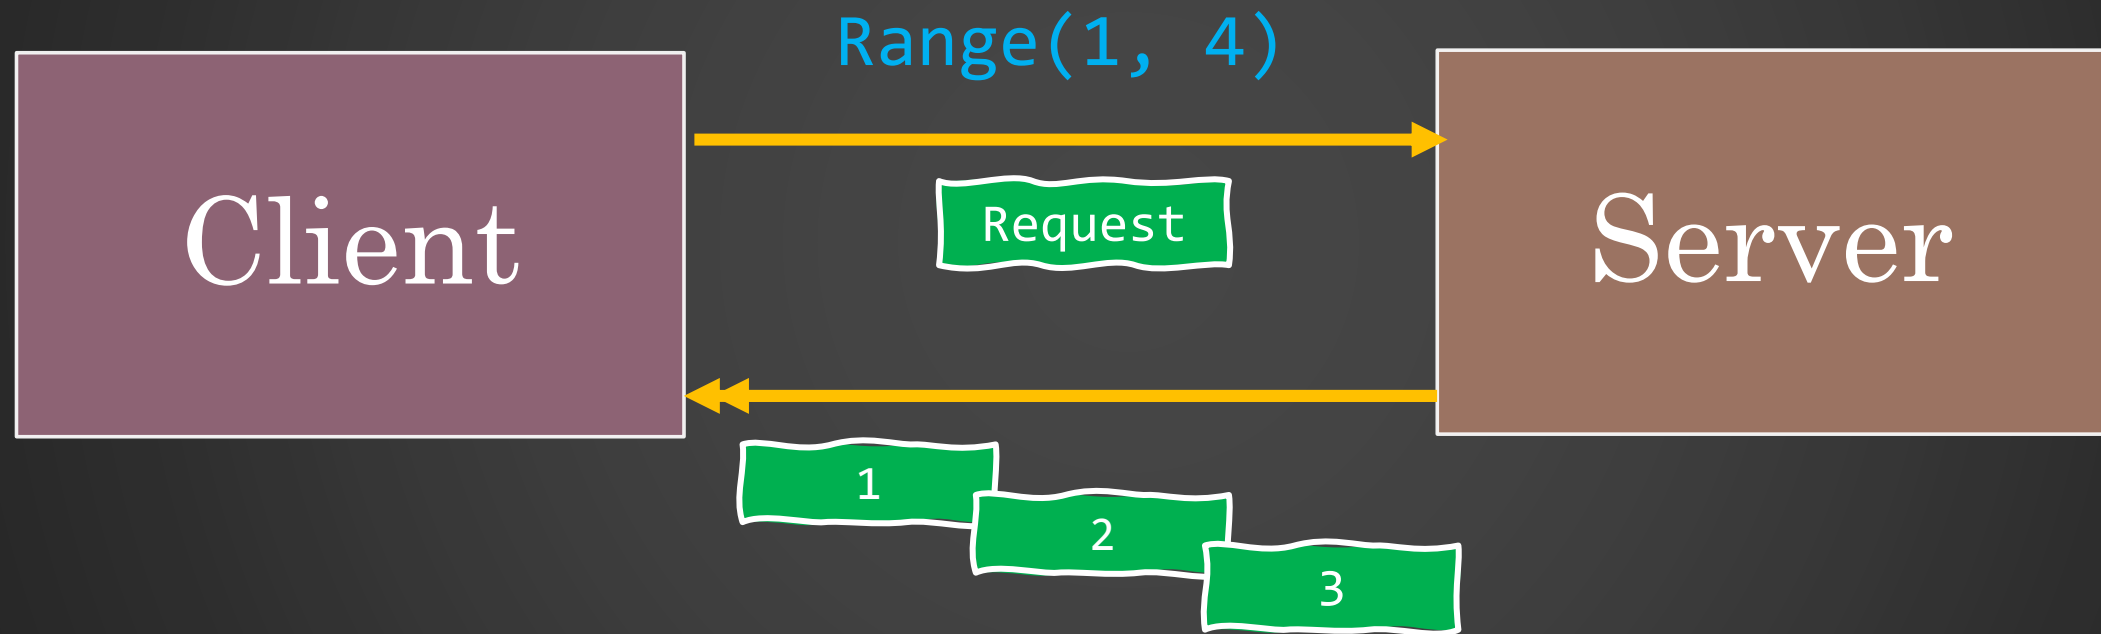 Range(1, 4)
Client
Request
Server
1
2
3